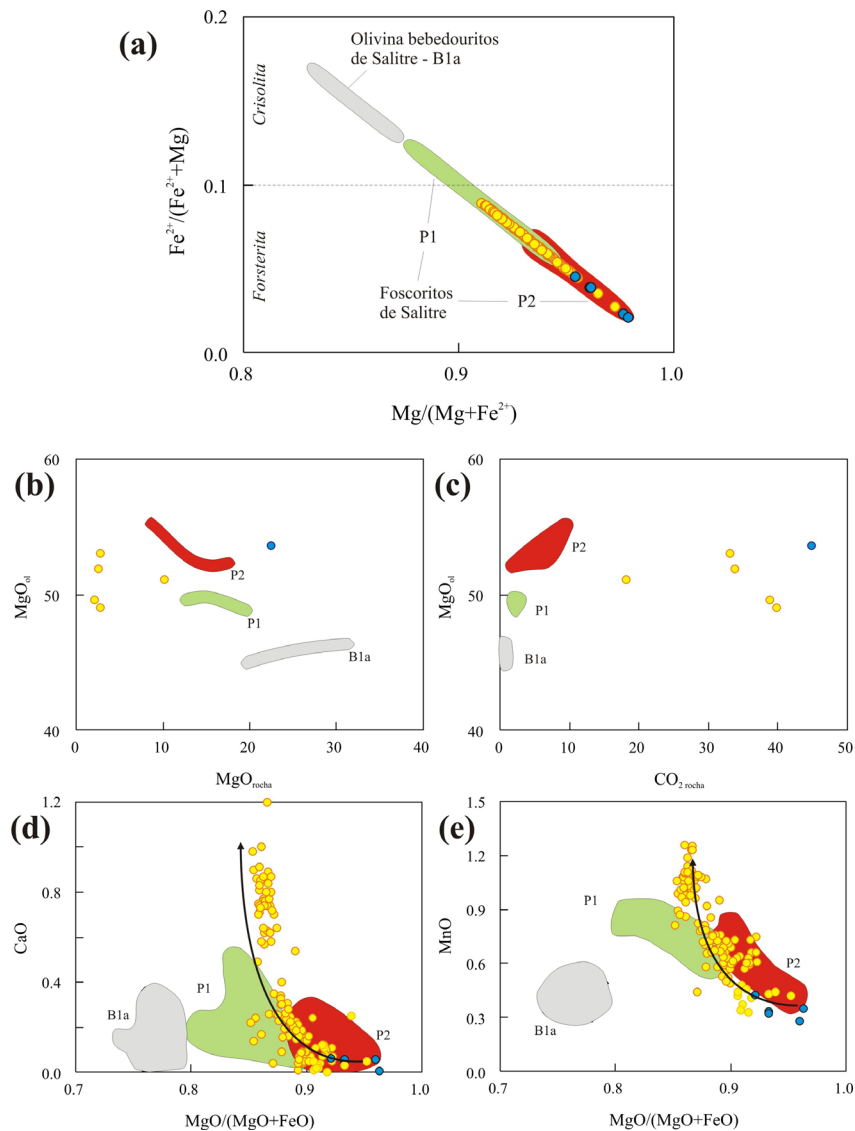 (a)
0.2
Olivina bebedouritos
de Salitre - B1a
Crisolita
Fe²⁺/(Fe²⁺+Mg)
0.1
Forsterita
P1
Foscoritos
de Salitre
P2
0.0
0.8
0.9
1.0
Mg/(Mg+Fe²⁺)
(b)
60
MgOₒₗ
50
40
P2
P1
B1a
0
10
20
30
40
MgO rocha
(c)
60
MgOₒₗ
50
40
P2
P1
B1a
0
10
20
30
40
50
CO₂ rocha
(d)
1.2
CaO
0.8
0.4
0.0
P1
B1a
P2
0.7
0.8
0.9
1.0
MgO/(MgO+FeO)
(e)
1.5
1.2
MnO
0.9
0.6
0.3
0.0
P1
P2
B1a
0.7
0.8
0.9
1.0
MgO/(MgO+FeO)